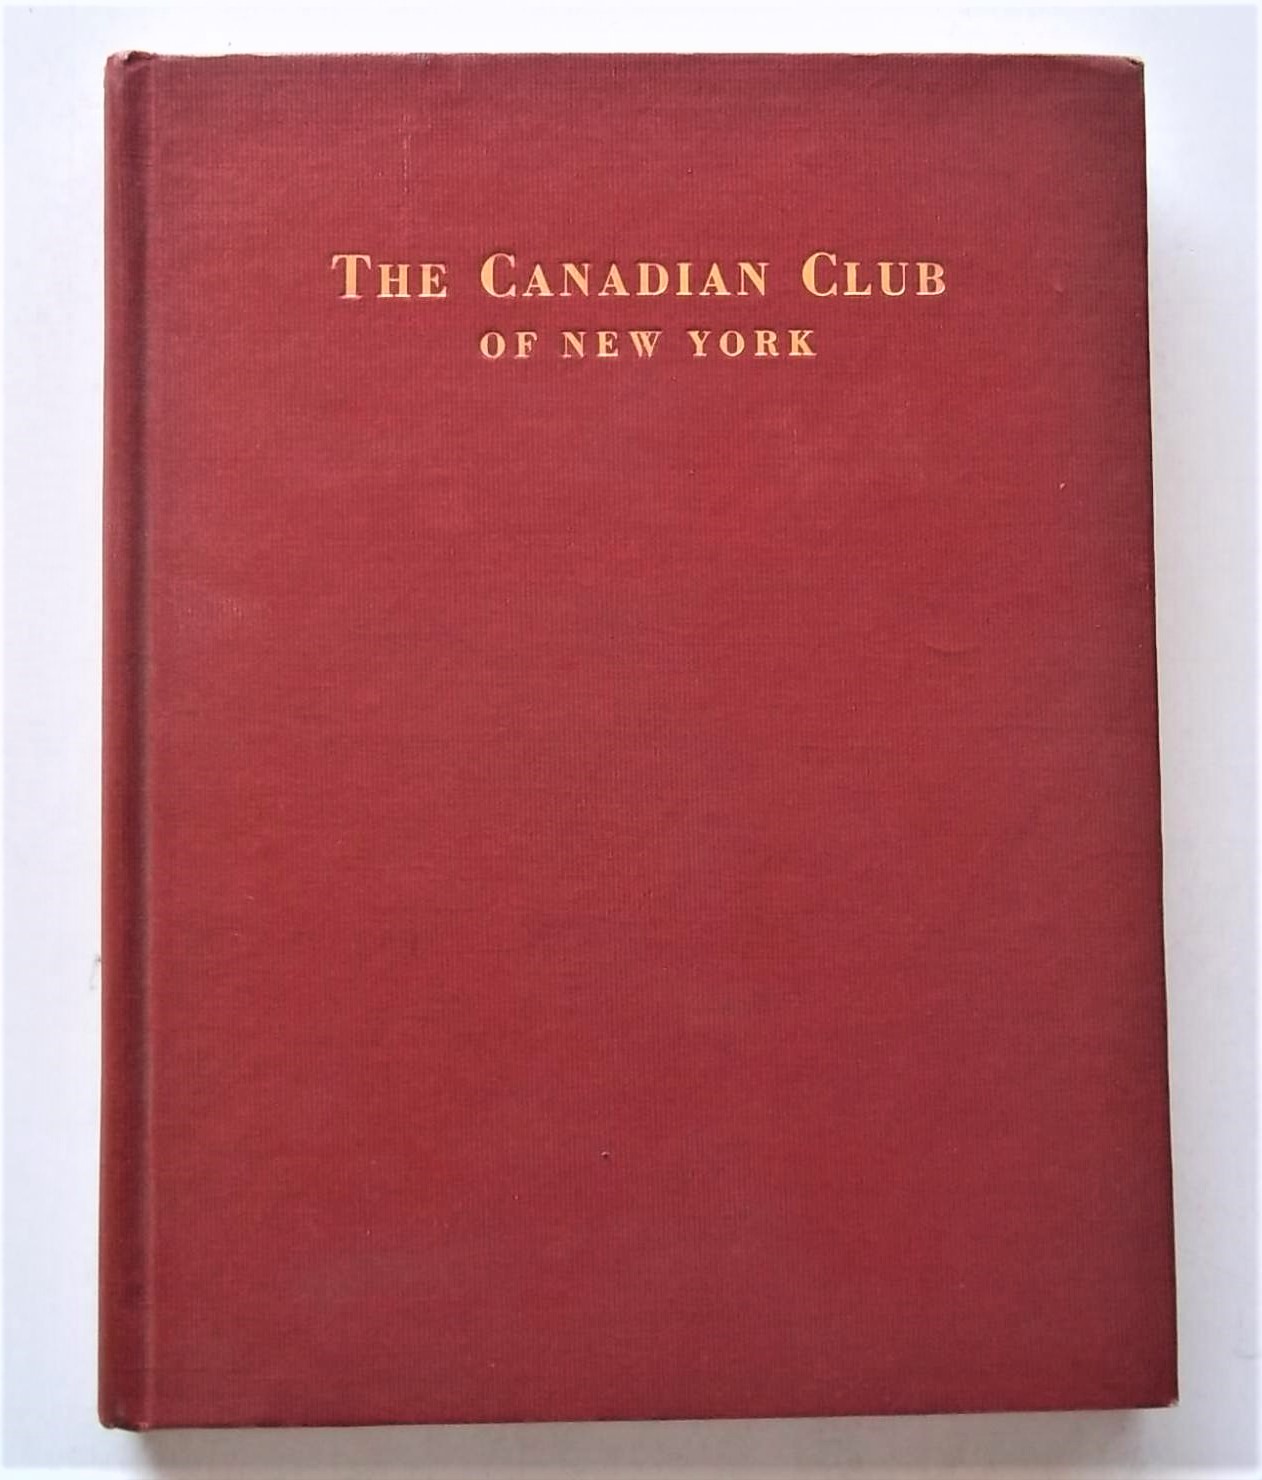 THE CANADIAN CLUB
OF NEW YORK